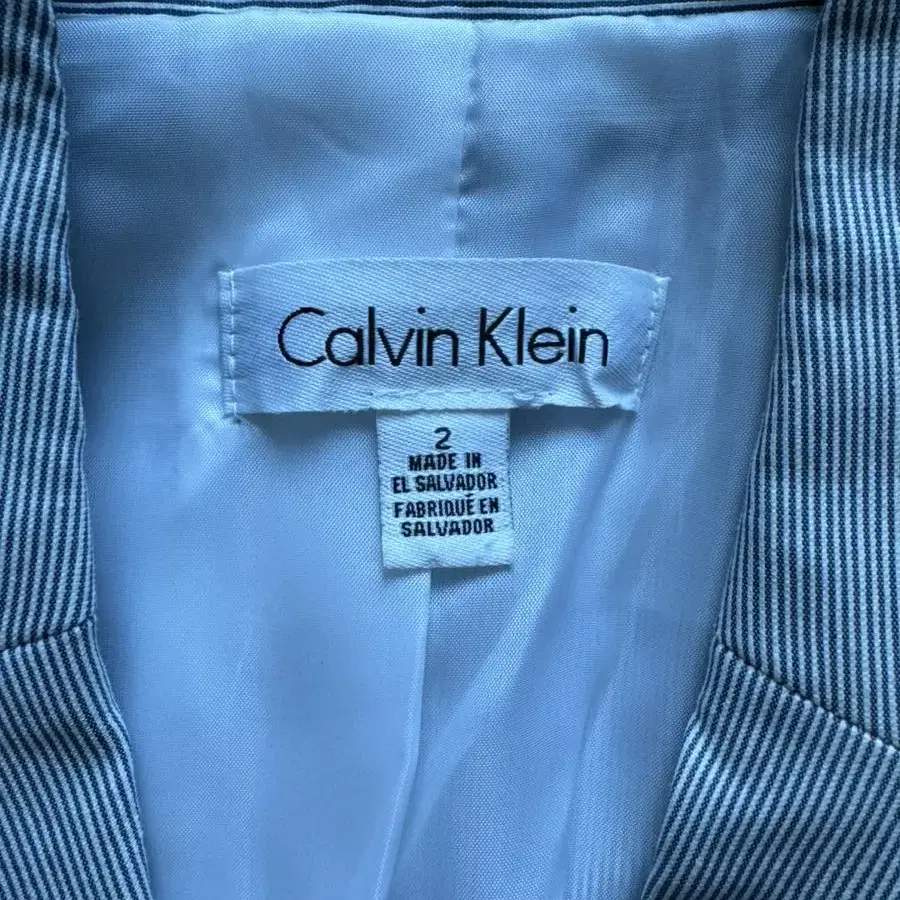 Calvin Klein
2
MADE IN
EL SALVADOR
FABRIQUÉ EN
SALVADOR